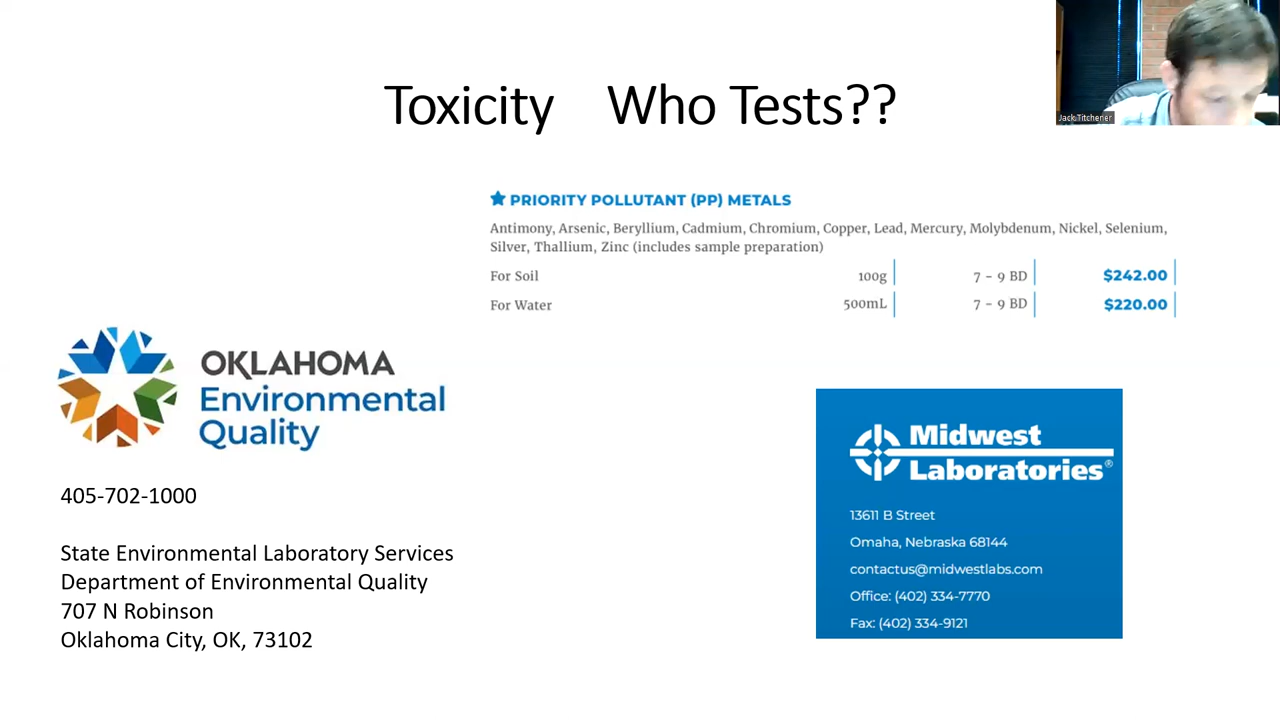 Toxicity Who Tests??
Jack Titchener
PRIORITY POLLUTANT (PP) METALS
Antimony, Arsenic, Beryllium, Cadmium, Chromium, Copper, Lead, Mercury, Molybdenum, Nickel, Selenium,
Silver, Thallium, Zinc (includes sample preparation)
For Soil 100g 7 - 9 BD $242.00
For Water 500mL 7 - 9 BD $220.00
OKLAHOMA
Environmental
Quality
405-702-1000
State Environmental Laboratory Services
Department of Environmental Quality
707 N Robinson
Oklahoma City, OK, 73102
Midwest
Laboratories®
13611 B Street
Omaha, Nebraska 68144
contactus@midwestlabs.com
Office: (402) 334-7770
Fax: (402) 334-9121